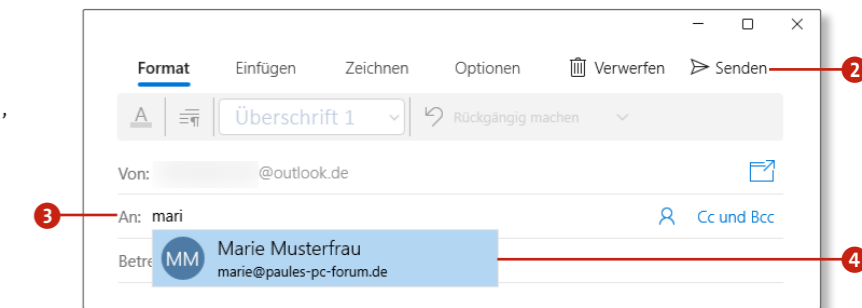 Format Einfügen Zeichnen Optionen Verwerfen Senden 2
,
A Überschrift 1 Rückgängig machen
Von: @outlook.de
3 An: mari Cc und Bcc
Betre MM Marie Musterfrau 4
marie@paules-pc-forum.de